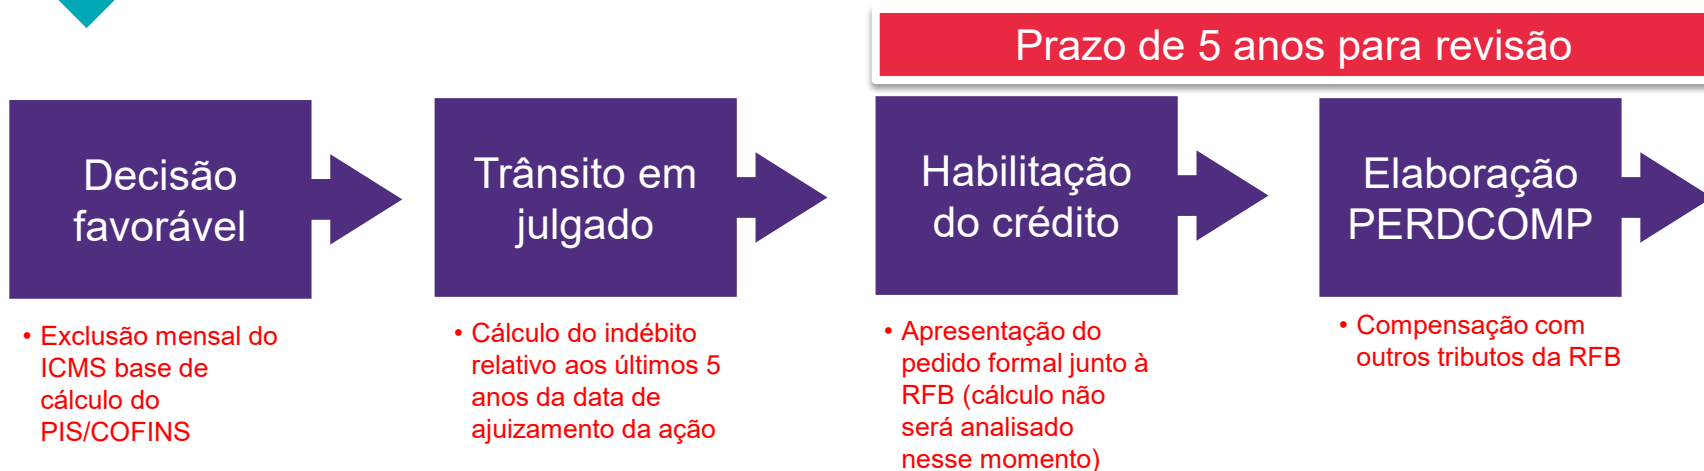 Prazo de 5 anos para revisão
Decisão
favorável
• Exclusão mensal do
ICMS base de
cálculo do
PIS/COFINS
Trânsito em
julgado
• Cálculo do indébito
relativo aos últimos 5
anos da data de
ajuizamento da ação
Habilitação
do crédito
• Apresentação do
pedido formal junto à
RFB (cálculo não
será analisado
nesse momento)
Elaboração
PERDCOMP
• Compensação com
outros tributos da RFB